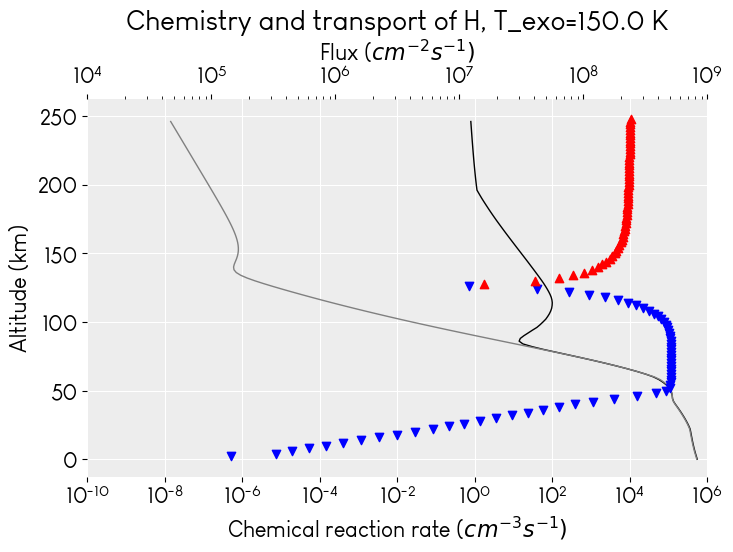 Chemistry and transport of H, T_exo=150.0 K
Flux (cm⁻²s⁻¹)
10⁴ 10⁵ 10⁶ 10⁷ 10⁸ 10⁹
250
200
150
100
50
0
Altitude (km)
10⁻¹⁰ 10⁻⁸ 10⁻⁶ 10⁻⁴ 10⁻² 10⁰ 10² 10⁴ 10⁶
Chemical reaction rate (cm⁻³s⁻¹)